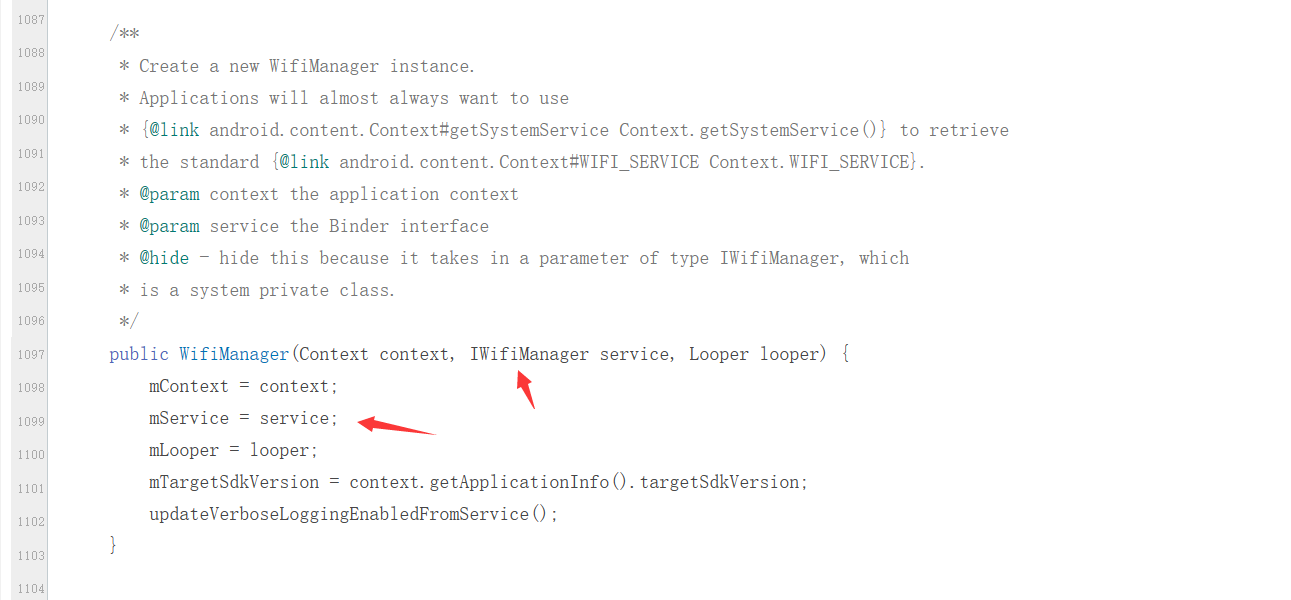 1087
/**
1088
* Create a new WifiManager instance.
1089
* Applications will almost always want to use
1090
* {@link android.content.Context#getSystemService Context.getSystemService()} to retrieve
1091
* the standard {@link android.content.Context#WIFI_SERVICE Context.WIFI_SERVICE}.
1092
* @param context the application context
1093
* @param service the Binder interface
1094
* @hide - hide this because it takes in a parameter of type IWifiManager, which
1095
* is a system private class.
1096
*/
1097
public WifiManager(Context context, IWifiManager service, Looper looper) {
1098
mContext = context;
1099
mService = service;
1100
mLooper = looper;
1101
mTargetSdkVersion = context.getApplicationInfo().targetSdkVersion;
1102
updateVerboseLoggingEnabledFromService();
1103
}
1104